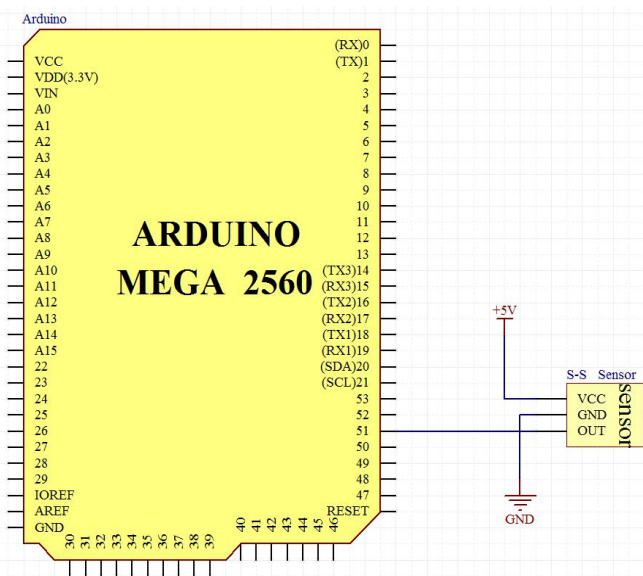 Arduino
VCC
VDD(3.3V)
VIN
A0
A1
A2
A3
A4
A5
A6
A7
A8
A9
A10
A11
A12
A13
A14
A15
22
23
24
25
26
27
28
29
IOREF
AREF
GND
ARDUINO
MEGA 2560
(RX)0
(TX)1
2
3
4
5
6
7
8
9
10
11
12
13
(TX3)14
(RX3)15
(TX2)16
(RX2)17
(TX1)18
(RX1)19
(SDA)20
(SCL)21
53
52
51
50
49
48
47
RESET
30
31
32
33
34
35
36
37
38
39
40
41
42
43
44
45
46
+5V
S-S Sensor
VCC
GND
OUT
sensor
GND